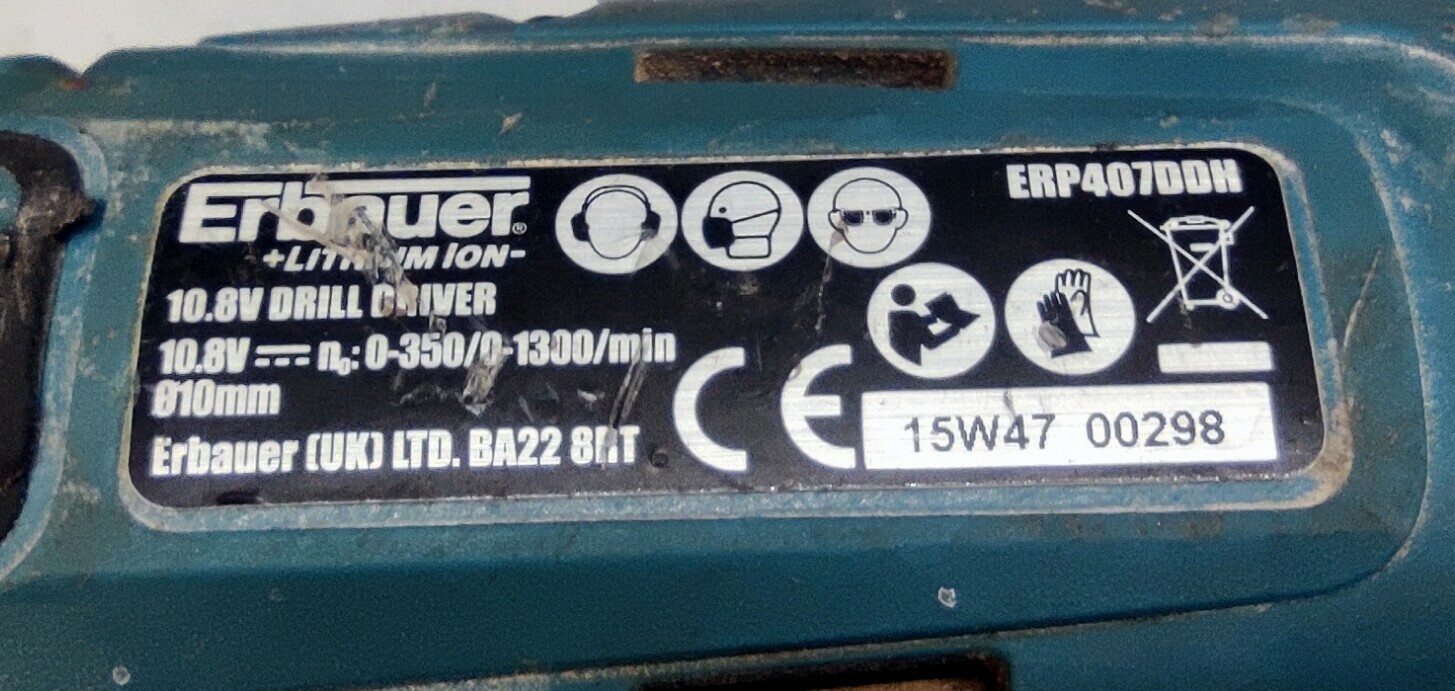 Erbauer®
+LITHIUM ION-
ERP407DDH
10.8V DRILL DRIVER
10.8V n₀: 0-350/0-1300/min
Ø10mm
Erbauer (UK) LTD. BA22
CE
15W47 00298